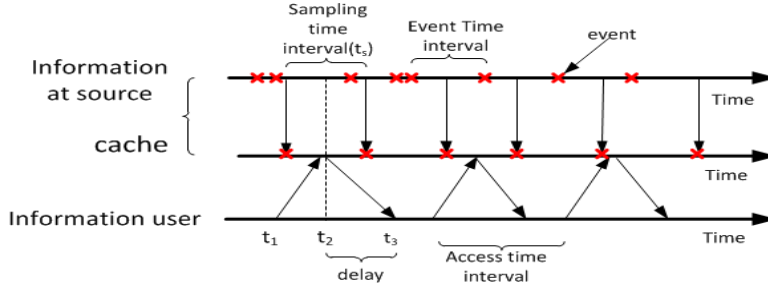 Sampling
time
interval(ts)
Event Time
interval
event
Information
at source
Time
cache
Time
Information user
Time
t1
t2
t3
delay
Access time
interval